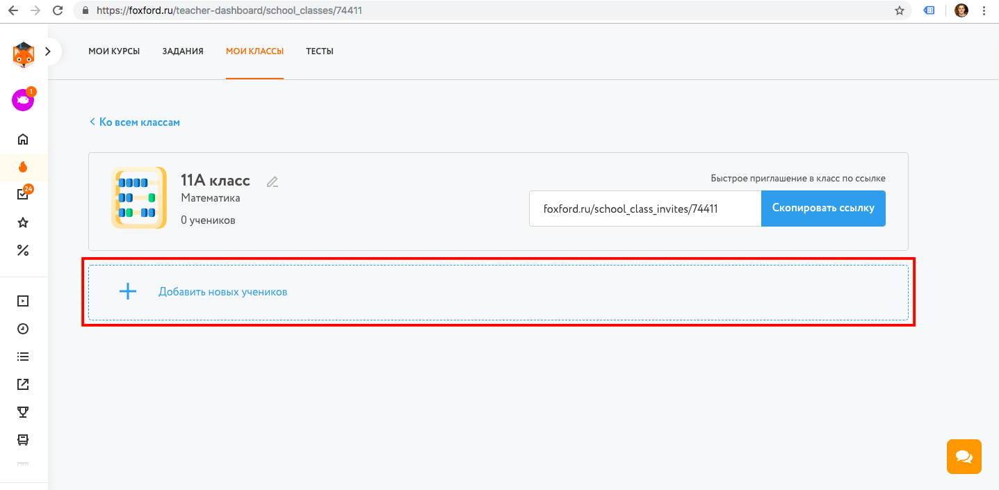 https://foxford.ru/teacher-dashboard/school_classes/74411
МОИ КУРСЫ ЗАДАНИЯ МОИ КЛАССЫ ТЕСТЫ
1
Ко всем классам
11А класс
Математика
0 учеников
Быстрое приглашение в класс по ссылке
foxford.ru/school_class_invites/74411 Скопировать ссылку
24
Добавить новых учеников